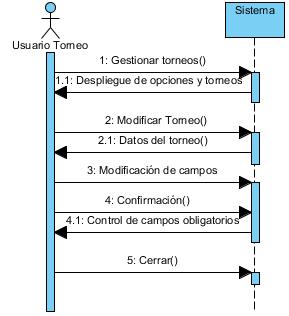 Sistema
Usuario Torneo
1: Gestionar torneos()
1.1: Despliegue de opciones y torneos
2: Modificar Torneo()
2.1: Datos del torneo()
3: Modificación de campos
4: Confirmación()
4.1: Control de campos obligatorios
5: Cerrar()